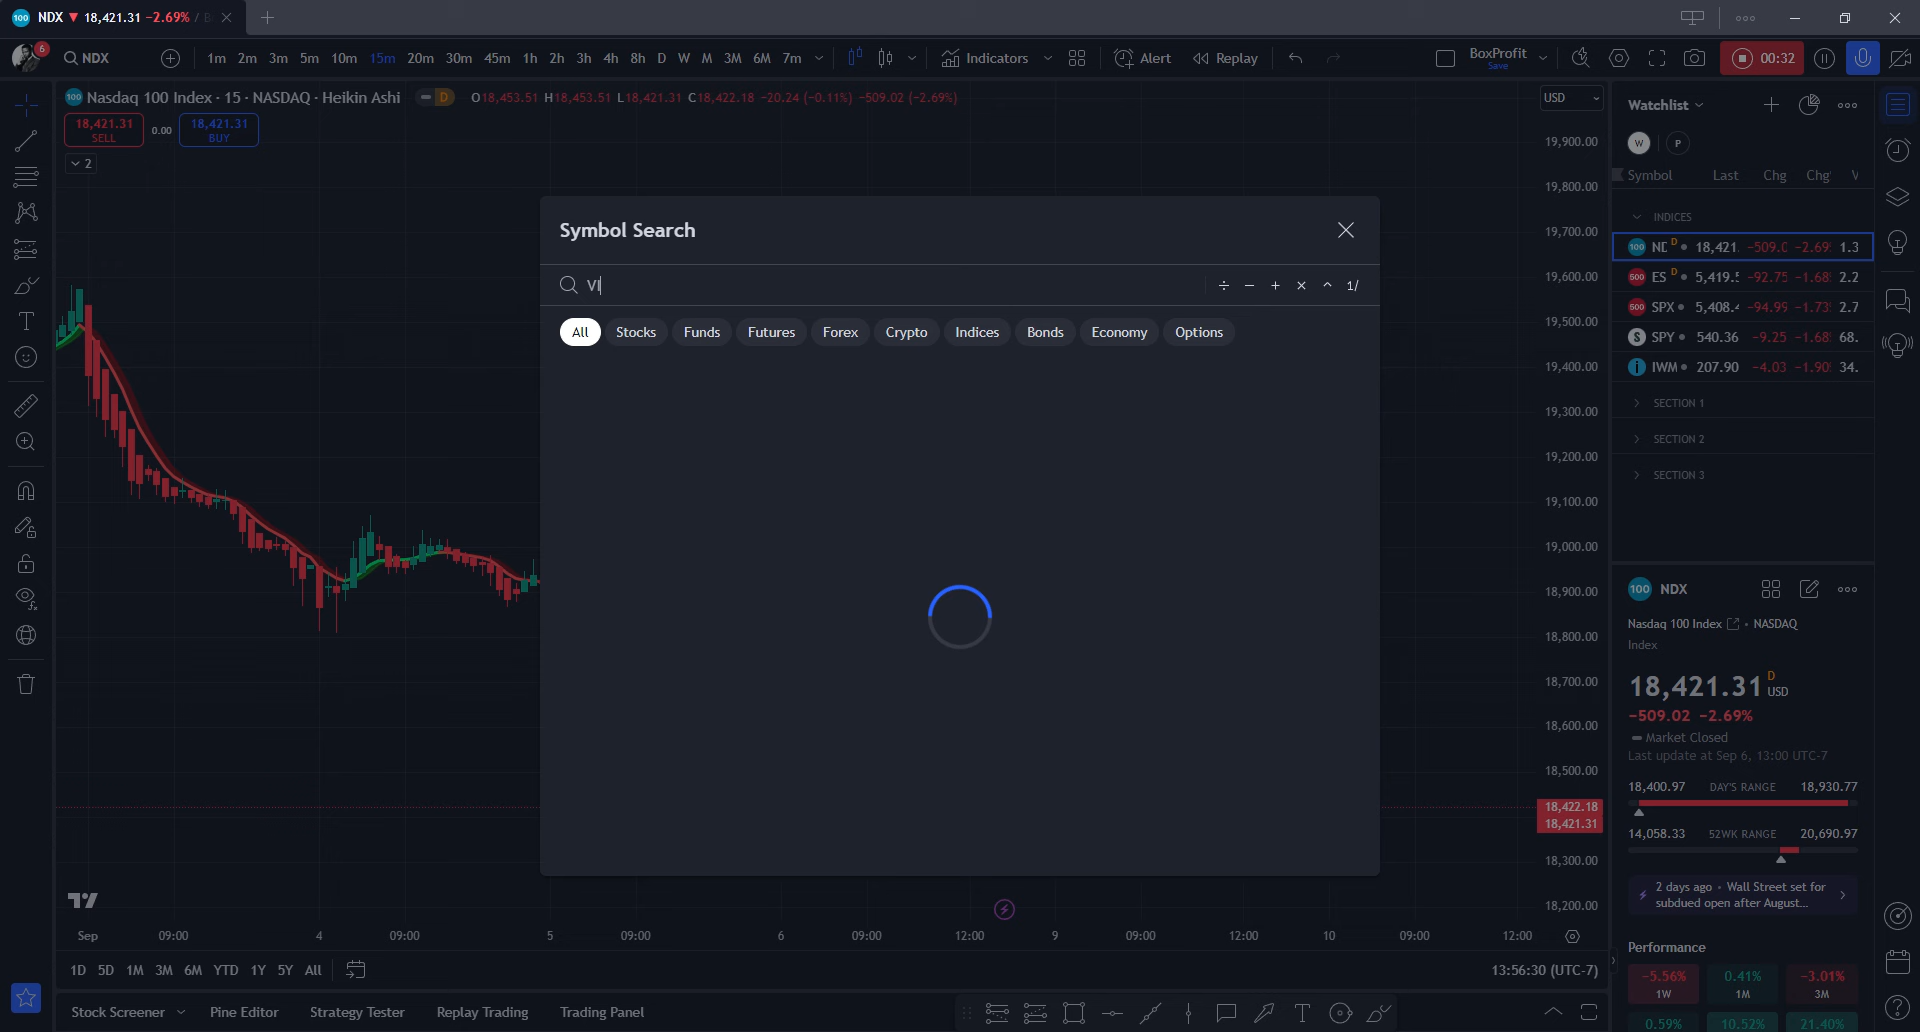 100 NDX ▼ 18,421.31 −2.69% / B
6 NDX 1m 2m 3m 5m 10m 15m 20m 30m 45m 1h 2h 3h 4h 8h D W M 3M 6M 7m Indicators Alert Replay BoxProfit 00:32
Save
100 Nasdaq 100 Index · 15 · NASDAQ · Heikin Ashi D O18,453.51 H18,453.51 L18,421.31 C18,422.18 −20.24 (−0.11%) −509.02 (−2.69%)
18,421.31 SELL 0.00 18,421.31 BUY
2
USD
19,900.00
19,800.00
19,700.00
19,600.00
19,500.00
19,400.00
19,300.00
19,200.00
19,100.00
19,000.00
18,900.00
18,800.00
18,700.00
18,600.00
18,500.00
18,422.18
18,421.31
18,300.00
18,200.00
Symbol Search
VI ÷ − + × ^ 1/
All Stocks Funds Futures Forex Crypto Indices Bonds Economy Options
Sep 09:00 4 09:00 5 09:00 6 09:00 12:00 9 09:00 12:00 10 09:00 12:00
1D 5D 1M 3M 6M YTD 1Y 5Y All 13:56:30 (UTC-7)
Stock Screener Pine Editor Strategy Tester Replay Trading Trading Panel
Watchlist
W P
Symbol Last Chg Chg V
INDICES
100 D 18,421. −509.0 −2.69 1.3
500 ES D 5,419. −92.75 −1.68 2.2
500 SPX 5,408. −94.99 −1.73 2.7
S SPY 540.36 −9.25 −1.68 68.
i IWM 207.90 −4.03 −1.90 34.
SECTION 1
SECTION 2
SECTION 3
100 NDX
Nasdaq 100 Index · NASDAQ
Index
18,421.31 D USD
−509.02 −2.69%
Market Closed
Last update at Sep 6, 13:00 UTC-7
18,400.97 DAY'S RANGE 18,930.77
14,058.33 52WK RANGE 20,690.97
2 days ago · Wall Street set for
subdued open after August...
Performance
−5.56% 0.41% −3.01%
1W 1M 3M
0.59% 10.52% 21.40%